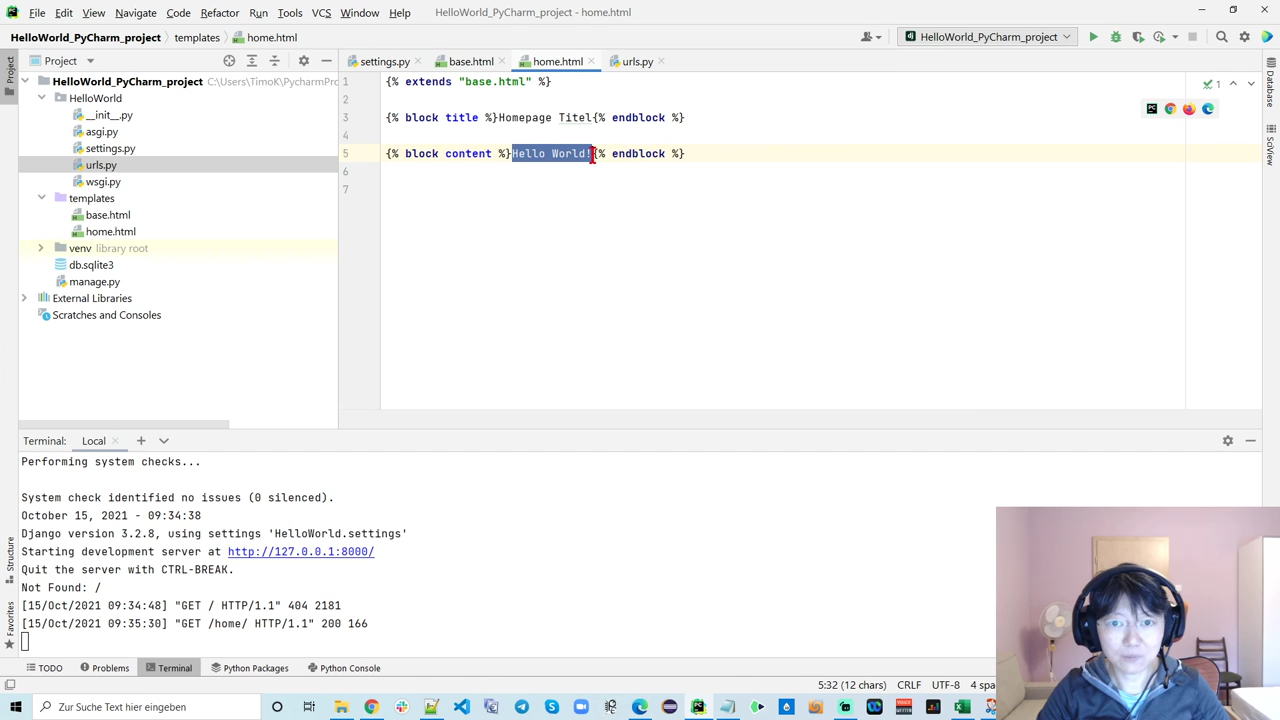 File Edit View Navigate Code Refactor Run Tools VCS Window Help HelloWorld_PyCharm_project - home.html
HelloWorld_PyCharm_project templates home.html HelloWorld_PyCharm_project
Project settings.py base.html home.html urls.py
Project
HelloWorld_PyCharm_project C:\Users\TimoK\PycharmPro
HelloWorld
__init__.py
asgi.py
settings.py
urls.py
wsgi.py
templates
base.html
home.html
venv library root
db.sqlite3
manage.py
External Libraries
Scratches and Consoles
1 {% extends "base.html" %}
2
3 {% block title %}Homepage Titel{% endblock %}
4
5 {% block content %}Hello World!{% endblock %}
6
7
1
Database
SciView
Terminal: Local
Performing system checks...
System check identified no issues (0 silenced).
October 15, 2021 - 09:34:38
Django version 3.2.8, using settings 'HelloWorld.settings'
Starting development server at http://127.0.0.1:8000/
Quit the server with CTRL-BREAK.
Not Found: /
[15/Oct/2021 09:34:48] "GET / HTTP/1.1" 404 2181
[15/Oct/2021 09:35:30] "GET /home/ HTTP/1.1" 200 166
Structure
Favorites
TODO Problems Terminal Python Packages Python Console
5:32 (12 chars) CRLF UTF-8 4 spa
Zur Suche Text hier eingeben